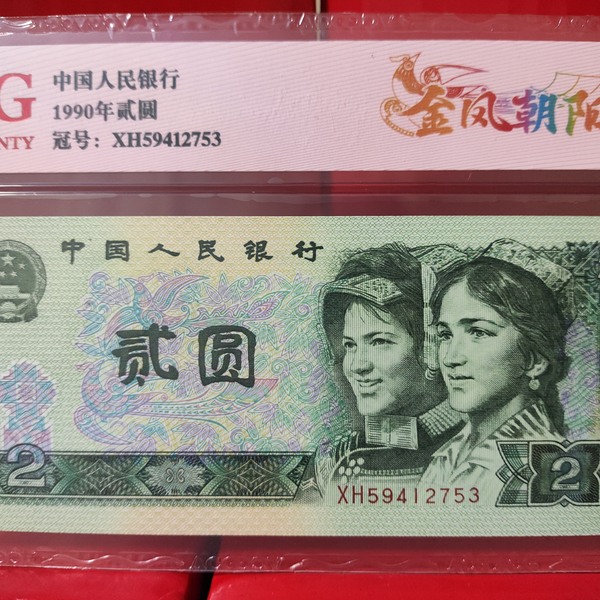 G
NTY
中国人民银行
1990年贰圆
冠号：XH59412753
金凤朝阳
中国人民银行
贰圆
2
XH59412753
2